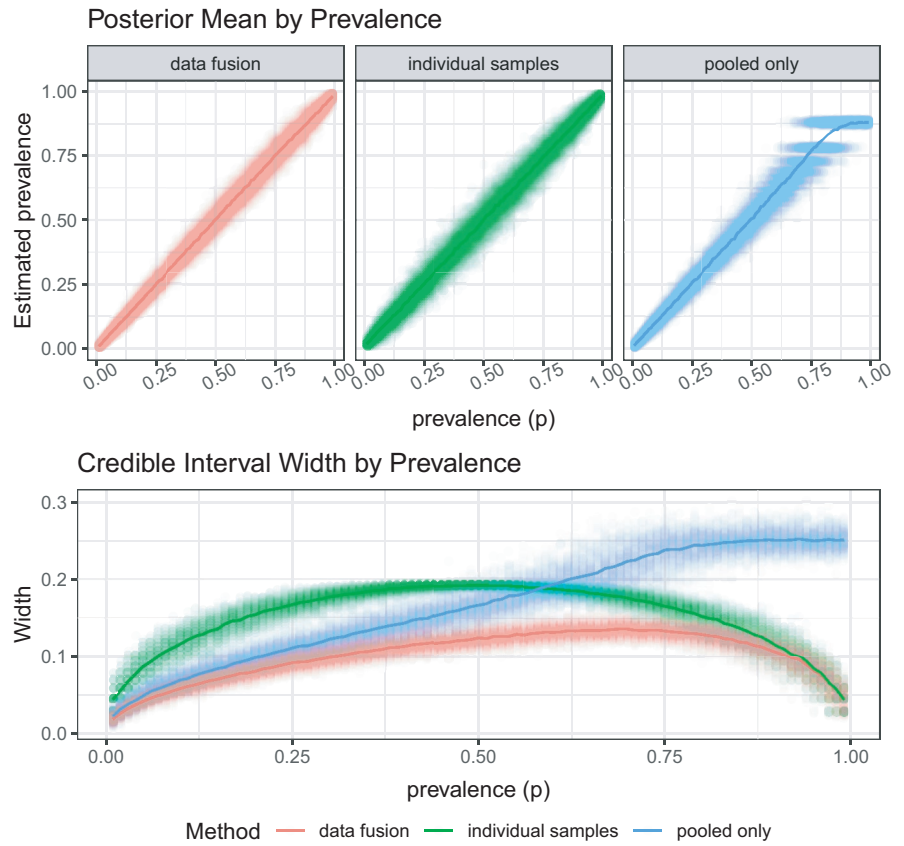 Posterior Mean by Prevalence
data fusion individual samples pooled only
1.00
0.75
0.50
0.25
0.00
Estimated prevalence
0.00 0.25 0.50 0.75 1.00 0.00 0.25 0.50 0.75 1.00 0.00 0.25 0.50 0.75 1.00
prevalence (p)
Credible Interval Width by Prevalence
0.3
0.2
0.1
0.0
Width
0.00 0.25 0.50 0.75 1.00
prevalence (p)
Method data fusion individual samples pooled only